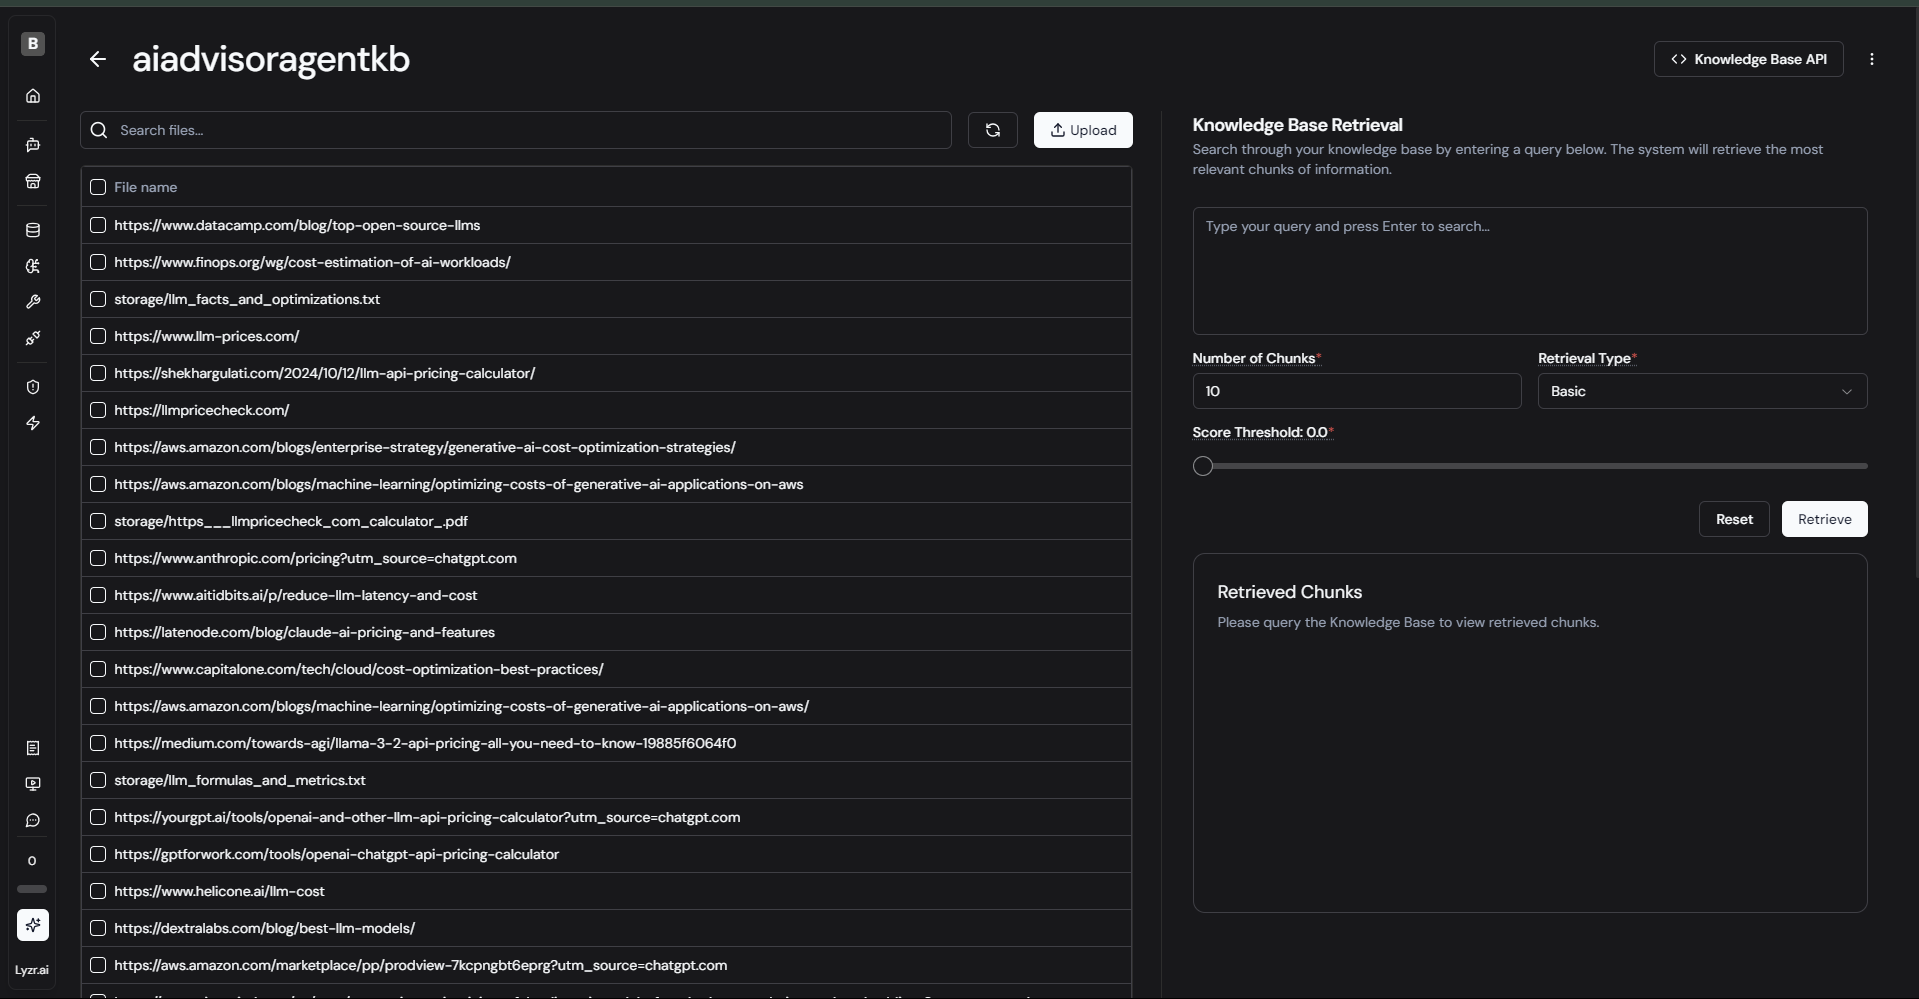 B
aiadvisoragentkb
Knowledge Base API
Search files...
Upload
File name
https://www.datacamp.com/blog/top-open-source-llms
https://www.finops.org/wg/cost-estimation-of-ai-workloads/
storage/llm_facts_and_optimizations.txt
https://www.llm-prices.com/
https://shekhargulati.com/2024/10/12/llm-api-pricing-calculator/
https://llmpricecheck.com/
https://aws.amazon.com/blogs/enterprise-strategy/generative-ai-cost-optimization-strategies/
https://aws.amazon.com/blogs/machine-learning/optimizing-costs-of-generative-ai-applications-on-aws
storage/https___llmpricecheck_com_calculator_.pdf
https://www.anthropic.com/pricing?utm_source=chatgpt.com
https://www.aitidbits.ai/p/reduce-llm-latency-and-cost
https://latenode.com/blog/claude-ai-pricing-and-features
https://www.capitalone.com/tech/cloud/cost-optimization-best-practices/
https://aws.amazon.com/blogs/machine-learning/optimizing-costs-of-generative-ai-applications-on-aws/
https://medium.com/towards-agi/llama-3-2-api-pricing-all-you-need-to-know-19885f6064f0
storage/llm_formulas_and_metrics.txt
https://yourgpt.ai/tools/openai-and-other-llm-api-pricing-calculator?utm_source=chatgpt.com
https://gptforwork.com/tools/openai-chatgpt-api-pricing-calculator
https://www.helicone.ai/llm-cost
https://dextralabs.com/blog/best-llm-models/
https://aws.amazon.com/marketplace/pp/prodview-7kcpngbt6eprg?utm_source=chatgpt.com
Knowledge Base Retrieval
Search through your knowledge base by entering a query below. The system will retrieve the most
relevant chunks of information.
Type your query and press Enter to search...
Number of Chunks*
Retrieval Type*
10
Basic
Score Threshold: 0.0*
Reset
Retrieve
Retrieved Chunks
Please query the Knowledge Base to view retrieved chunks.
0
Lyzr.ai